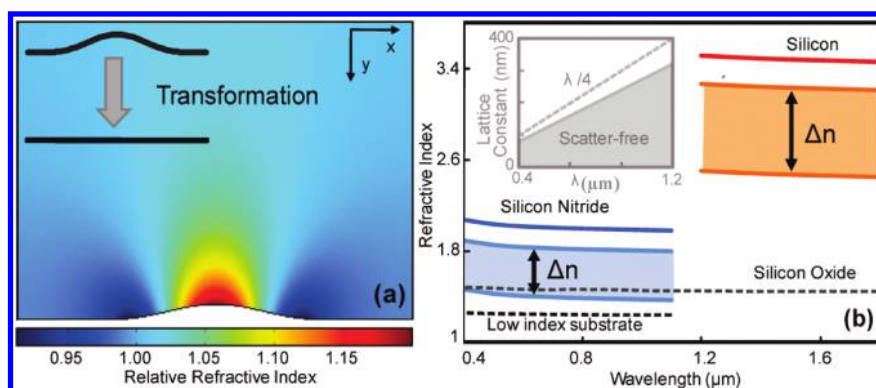 x
y
Transformation
(a)
0.95 1.00 1.05 1.10 1.15
Relative Refractive Index
Refractive Index
3.4
2.6
1.8
1
400
200
0
Lattice
Constant (nm)
λ /4
Scatter-free
0.4 1.2
λ(μm)
Silicon
Δn
Silicon Nitride
Δn
Silicon Oxide
Low index substrate
(b)
0.4 0.8 1.2 1.6
Wavelength (μm)